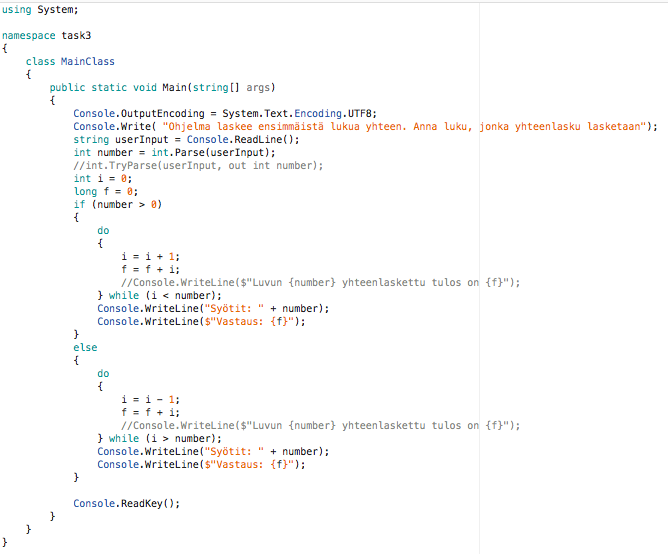 using System;

namespace task3
{
    class MainClass
    {
        public static void Main(string[] args)
        {
            Console.OutputEncoding = System.Text.Encoding.UTF8;
            Console.Write( "Ohjelma laskee ensimmäistä lukua yhteen. Anna luku, jonka yhteenlasku lasketaan");
            string userInput = Console.ReadLine();
            int number = int.Parse(userInput);
            //int.TryParse(userInput, out int number);
            int i = 0;
            long f = 0;
            if (number > 0)
            {
                do
                {
                    i = i + 1;
                    f = f + i;
                    //Console.WriteLine($"Luvun {number} yhteenlaskettu tulos on {f}");
                } while (i < number);
                Console.WriteLine("Syötit: " + number);
                Console.WriteLine($"Vastaus: {f}");
            }
            else
            {
                do
                {
                    i = i - 1;
                    f = f + i;
                    //Console.WriteLine($"Luvun {number} yhteenlaskettu tulos on {f}");
                } while (i > number);
                Console.WriteLine("Syötit: " + number);
                Console.WriteLine($"Vastaus: {f}");
            }

            Console.ReadKey();
        }
    }
}